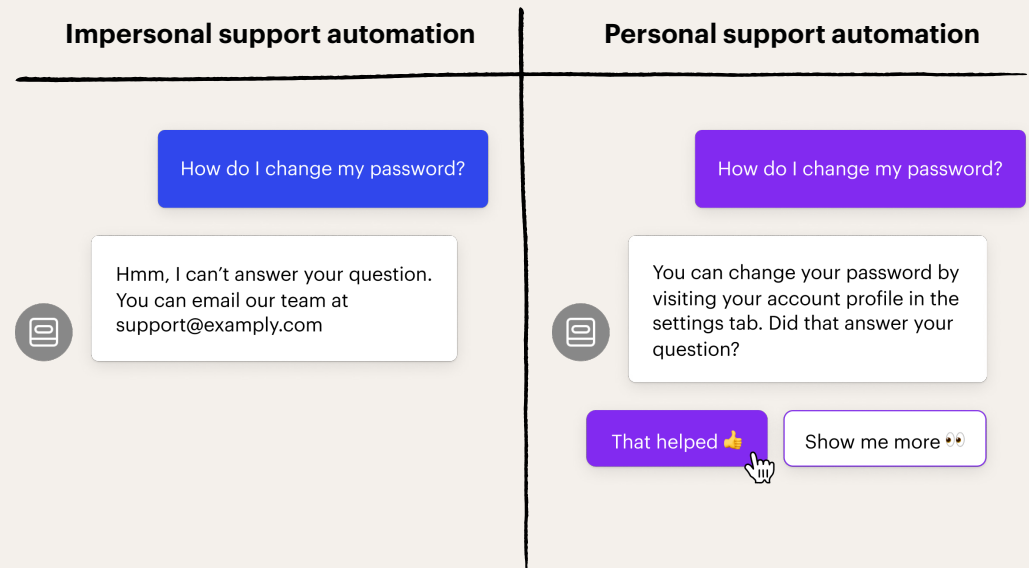 Impersonal support automation
How do I change my password?
Hmm, I can’t answer your question.
You can email our team at
support@examply.com
Personal support automation
How do I change my password?
You can change your password by
visiting your account profile in the
settings tab. Did that answer your
question?
That helped 👍
Show me more 👀